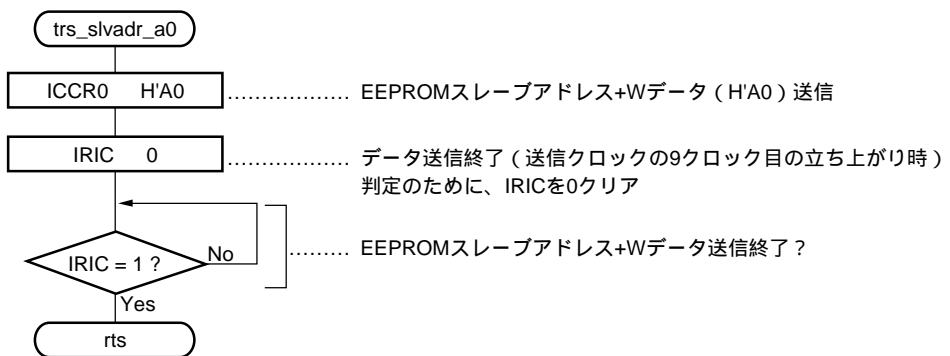 trs_slvadr_a0
ICCR0 H'A0 .................. EEPROMスレーブアドレス+Wデータ（H'A0）送信
IRIC 0 .................. データ送信終了（送信クロックの9クロック目の立ち上がり時）
判定のために、IRICを0クリア
IRIC = 1 ? No ......... EEPROMスレーブアドレス+Wデータ送信終了？
Yes
rts